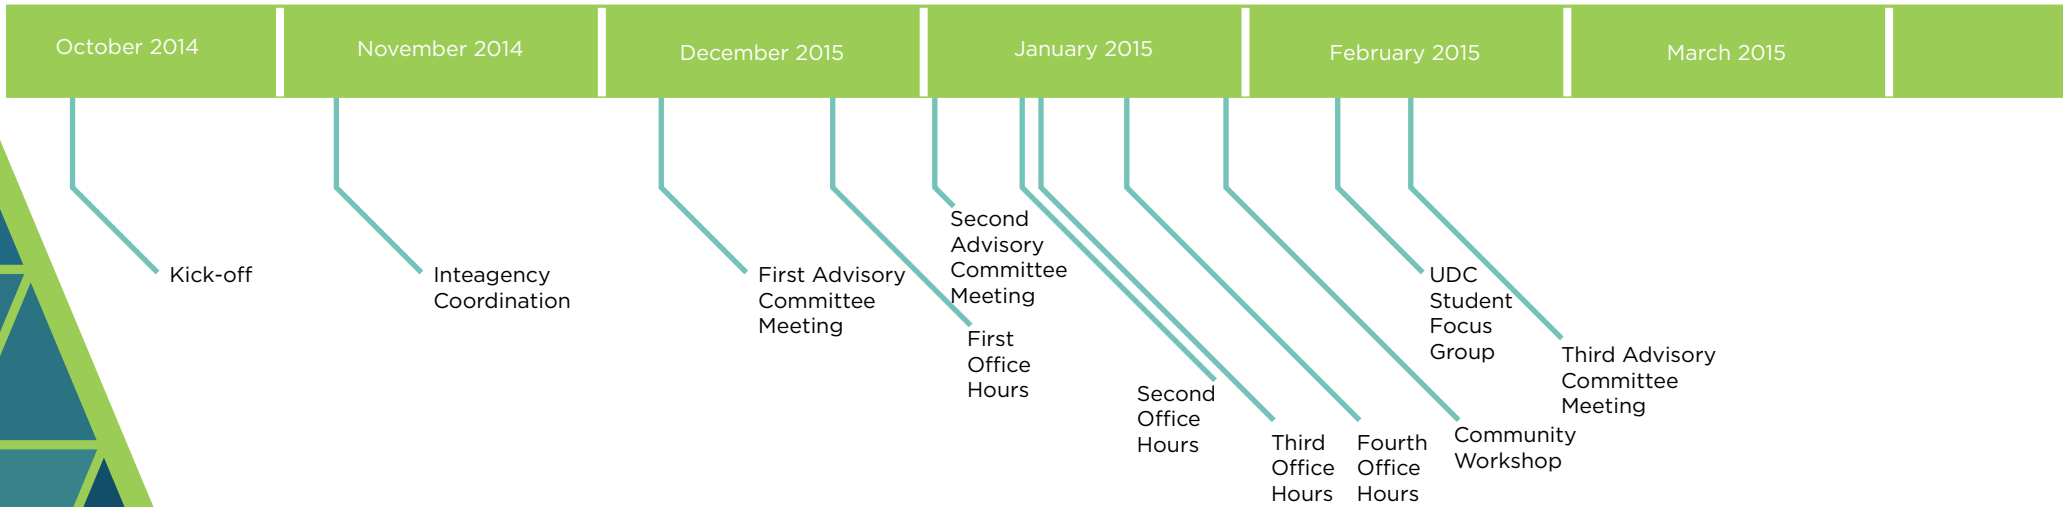 October 2014
November 2014
December 2015
January 2015
February 2015
March 2015
Kick-off
Inteagency
Coordination
First Advisory
Committee
Meeting
First
Office
Hours
Second
Advisory
Committee
Meeting
Second
Office
Hours
Third
Office
Hours
Fourth
Office
Hours
Community
Workshop
UDC
Student
Focus
Group
Third Advisory
Committee
Meeting